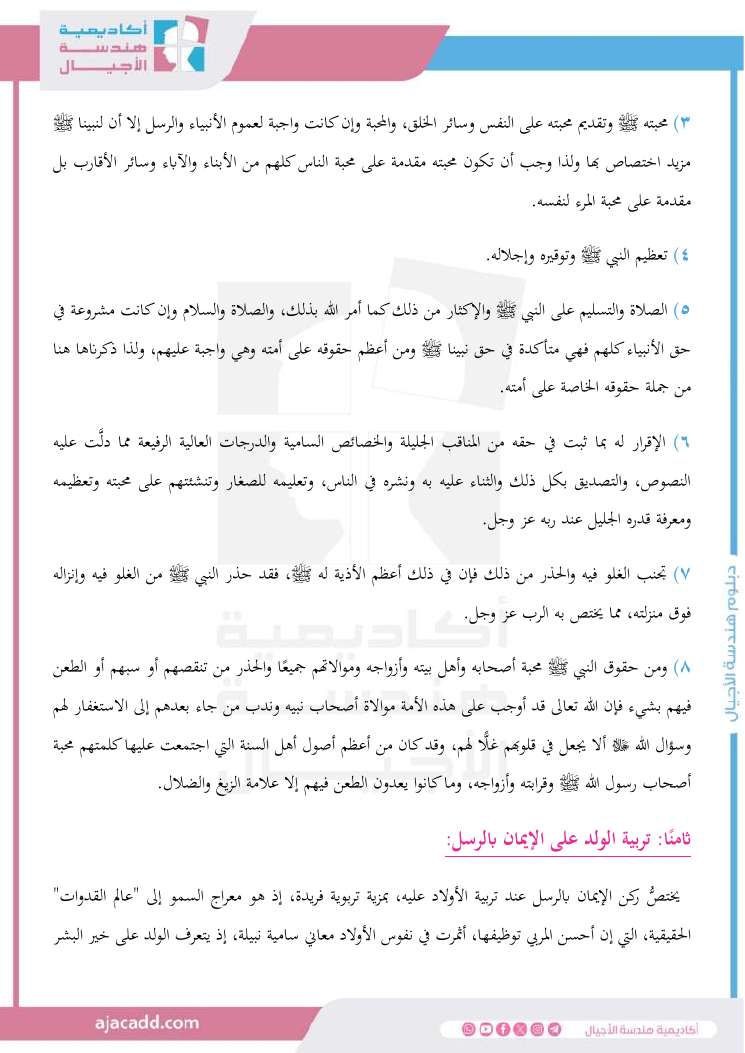 أكاديمية
هندسة
الأجيال
٣) محبته ﷺ وتقديم محبته على النفس وسائر الخلق، والمحبة وإن كانت واجبة لعموم الأنبياء والرسل إلا أن لنبينا ﷺ
مزيد اختصاص بها ولذا وجب أن تكون محبته مقدمة على محبة الناس كلهم من الأبناء والآباء وسائر الأقارب بل
مقدمة على محبة المرء لنفسه.
٤) تعظيم النبي ﷺ وتوقيره وإجلاله.
٥) الصلاة والتسليم على النبي ﷺ والإكثار من ذلك كما أمر الله بذلك، والصلاة والسلام وإن كانت مشروعة في
حق الأنبياء كلهم فهي متأكدة في حق نبينا ﷺ ومن أعظم حقوقه على أمته وهي واجبة عليهم، ولذا ذكرناها هنا
من جملة حقوقه الخاصة على أمته.
٦) الإقرار له بما ثبت في حقه من المناقب الجليلة والخصائص السامية والدرجات العالية الرفيعة مما دلَّت عليه
النصوص، والتصديق بكل ذلك والثناء عليه به ونشره في الناس، وتعليمه للصغار وتنشئتهم على محبته وتعظيمه
ومعرفة قدره الجليل عند ربه عز وجل.
٧) تجنب الغلو فيه والحذر من ذلك فإن في ذلك أعظم الأذية له ﷺ، فقد حذر النبي ﷺ من الغلو فيه وإنزاله
فوق منزلته، مما يختص به الرب عز وجل.
أكاديمية
هندسة
الأجيال
٨) ومن حقوق النبي ﷺ محبة أصحابه وأهل بيته وأزواجه وموالاتهم جميعًا والحذر من تنقصهم أو سبهم أو الطعن
فيهم بشيء فإن الله تعالى قد أوجب على هذه الأمة موالاة أصحاب نبيه وندب من جاء بعدهم إلى الاستغفار لهم
وسؤال الله ﷻ ألا يجعل في قلوبهم غلًّا لهم، وقد كان من أعظم أصول أهل السنة التي اجتمعت عليها كلمتهم محبة
أصحاب رسول الله ﷺ وقرابته وأزواجه، وما كانوا يعدون الطعن فيهم إلا علامة الزيغ والضلال.
ثامنًا: تربية الولد على الإيمان بالرسل:
يختصُّ ركن الإيمان بالرسل عند تربية الأولاد عليه، بمزية تربوية فريدة، إذ هو معراج السمو إلى "عالم القدوات"
الحقيقية، التي إن أحسن المربي توظيفها، أثمرت في نفوس الأولاد معاني سامية نبيلة، إذ يتعرف الولد على خير البشر
دبلوم هندسة الأجيال
أكاديمية هندسة الأجيال
ajacadd.com